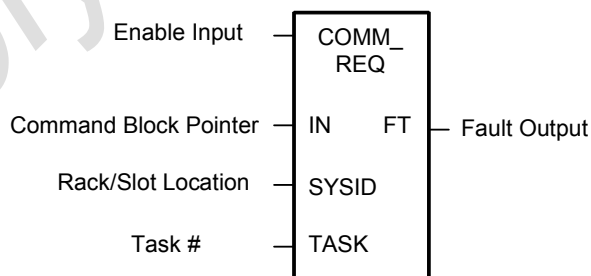 Enable Input
COMM_
REQ
Command Block Pointer IN FT Fault Output
Rack/Slot Location SYSID
Task # TASK